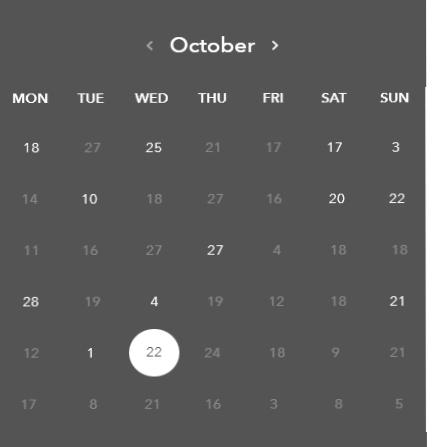 ‹ October ›
MON TUE WED THU FRI SAT SUN
18 27 25 21 17 17 3
14 10 18 27 16 20 22
11 16 27 27 4 18 18
28 19 4 19 12 18 21
12 1 22 24 18 9 21
17 8 21 16 3 8 5